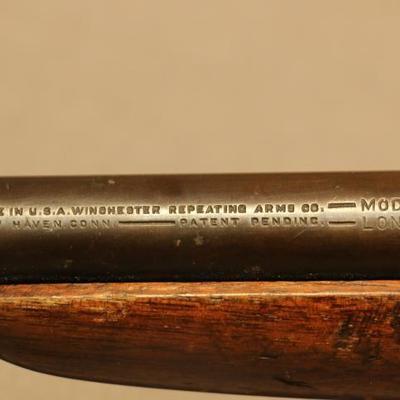 E IN U.S.A. WINCHESTER REPEATING ARMS CO. — MOD
HAVEN, CONN. — PATENT PENDING. — LON